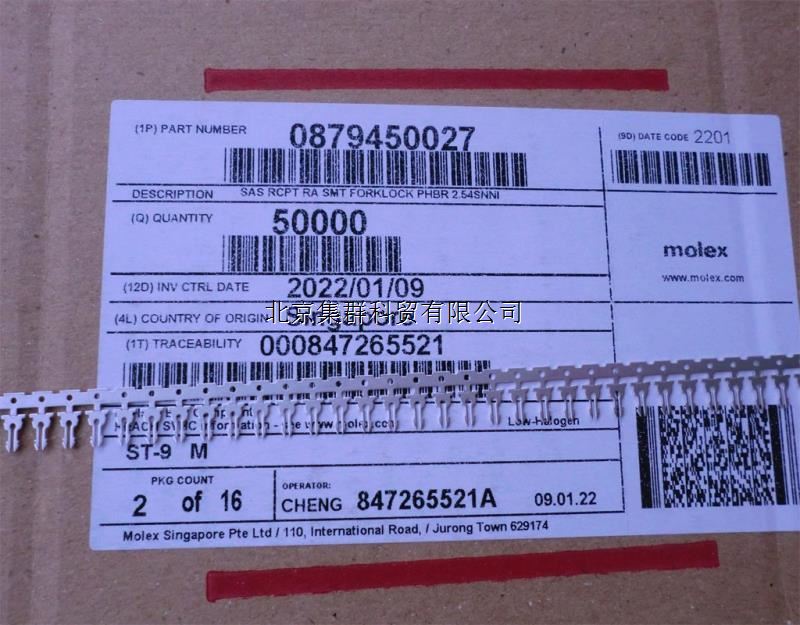 (1P) PART NUMBER 0879450027
(9D) DATE CODE 2201
DESCRIPTION SAS RCPT RA SMT FORKLOCK PHBR 2.54SNNI
(Q) QUANTITY 50000
molex
www.molex.com
(12D) INV CTRL DATE 2022/01/09
北京集群科贸有限公司
(4L) COUNTRY OF ORIGIN
(1T) TRACEABILITY 000847265521
Low-Halogen
ST-9 M
PKG COUNT
2 of 16
OPERATOR:
CHENG 847265521A 09.01.22
Molex Singapore Pte Ltd / 110, International Road, / Jurong Town 629174